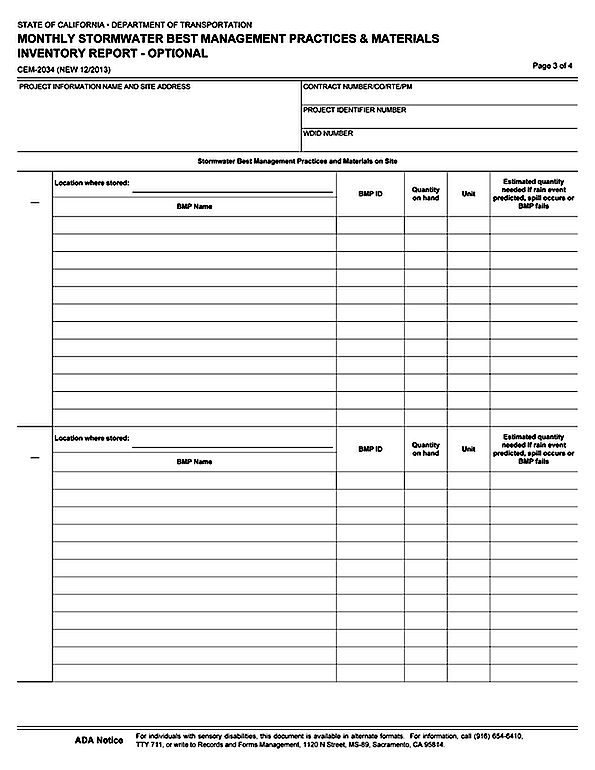 STATE OF CALIFORNIA • DEPARTMENT OF TRANSPORTATION
MONTHLY STORMWATER BEST MANAGEMENT PRACTICES & MATERIALS
INVENTORY REPORT - OPTIONAL
CEM-2034 (NEW 12/2013)
Page 3 of 4
PROJECT INFORMATION NAME AND SITE ADDRESS
CONTRACT NUMBER/CO/RTE/PM
PROJECT IDENTIFIER NUMBER
WDID NUMBER
Stormwater Best Management Practices and Materials on Site
Location where stored:
BMP Name
BMP ID
Quantity
on hand
Unit
Estimated quantity
needed if rain event
predicted, spill occurs or
BMP fails
Location where stored:
BMP Name
BMP ID
Quantity
on hand
Unit
Estimated quantity
needed if rain event
predicted, spill occurs or
BMP fails
ADA Notice
For individuals with sensory disabilities, this document is available in alternate formats. For information, call (916) 654-6410,
TTY 711, or write to Records and Forms Management, 1120 N Street, MS-89, Sacramento, CA 95814.